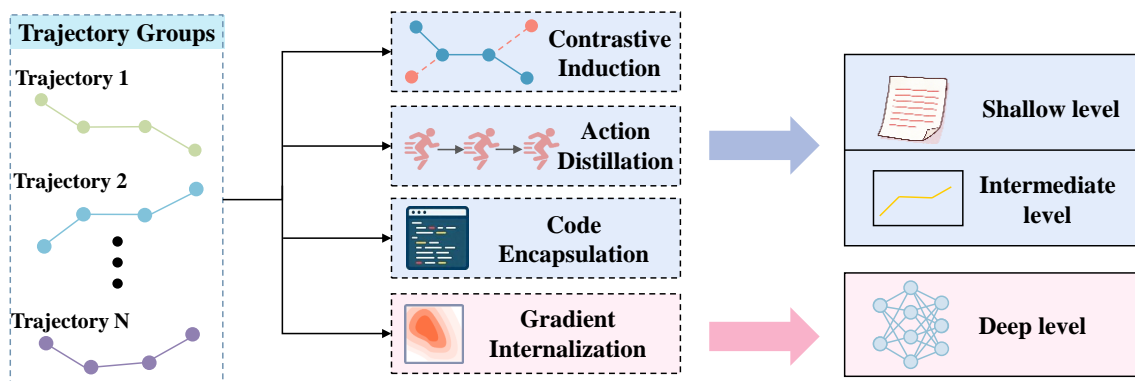 Trajectory Groups
Trajectory 1
Trajectory 2
Trajectory N
Contrastive
Induction
Action
Distillation
Code
Encapsulation
Gradient
Internalization
Shallow level
Intermediate
level
Deep level